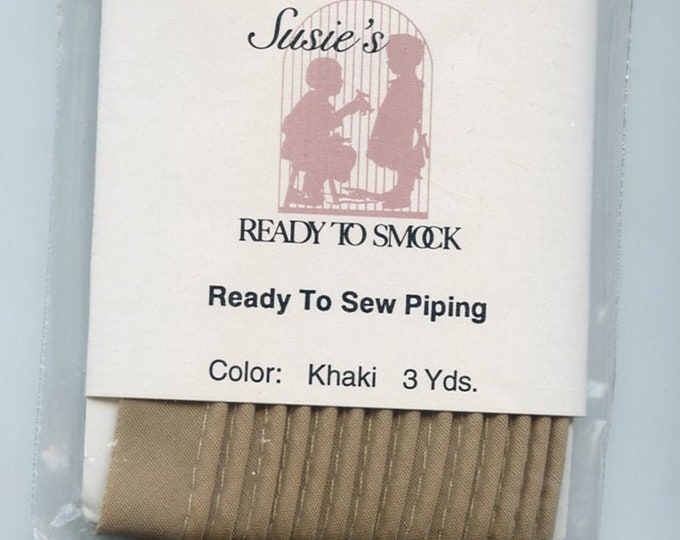 Susie's
READY TO SMOCK
Ready To Sew Piping
Color: Khaki 3 Yds.